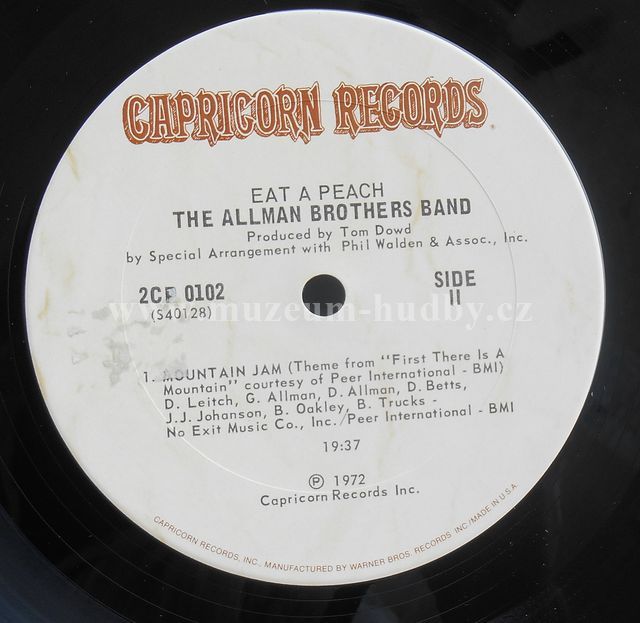 CAPRICORN RECORDS
EAT A PEACH
THE ALLMAN BROTHERS BAND
Produced by Tom Dowd
by Special Arrangement with Phil Walden & Assoc., Inc.
2CP 0102
(S40128)
SIDE
II
www.muzeum-hudby.cz
1. MOUNTAIN JAM (Theme from "First There Is A
Mountain" courtesy of Peer International - BMI)
D. Leitch, G. Allman, D. Allman, D. Betts,
J.J. Johanson, B. Oakley, B. Trucks -
No Exit Music Co., Inc./Peer International - BMI
19:37
℗ 1972
Capricorn Records Inc.
CAPRICORN RECORDS, INC., MANUFACTURED BY WARNER BROS. RECORDS INC./MADE IN U.S.A